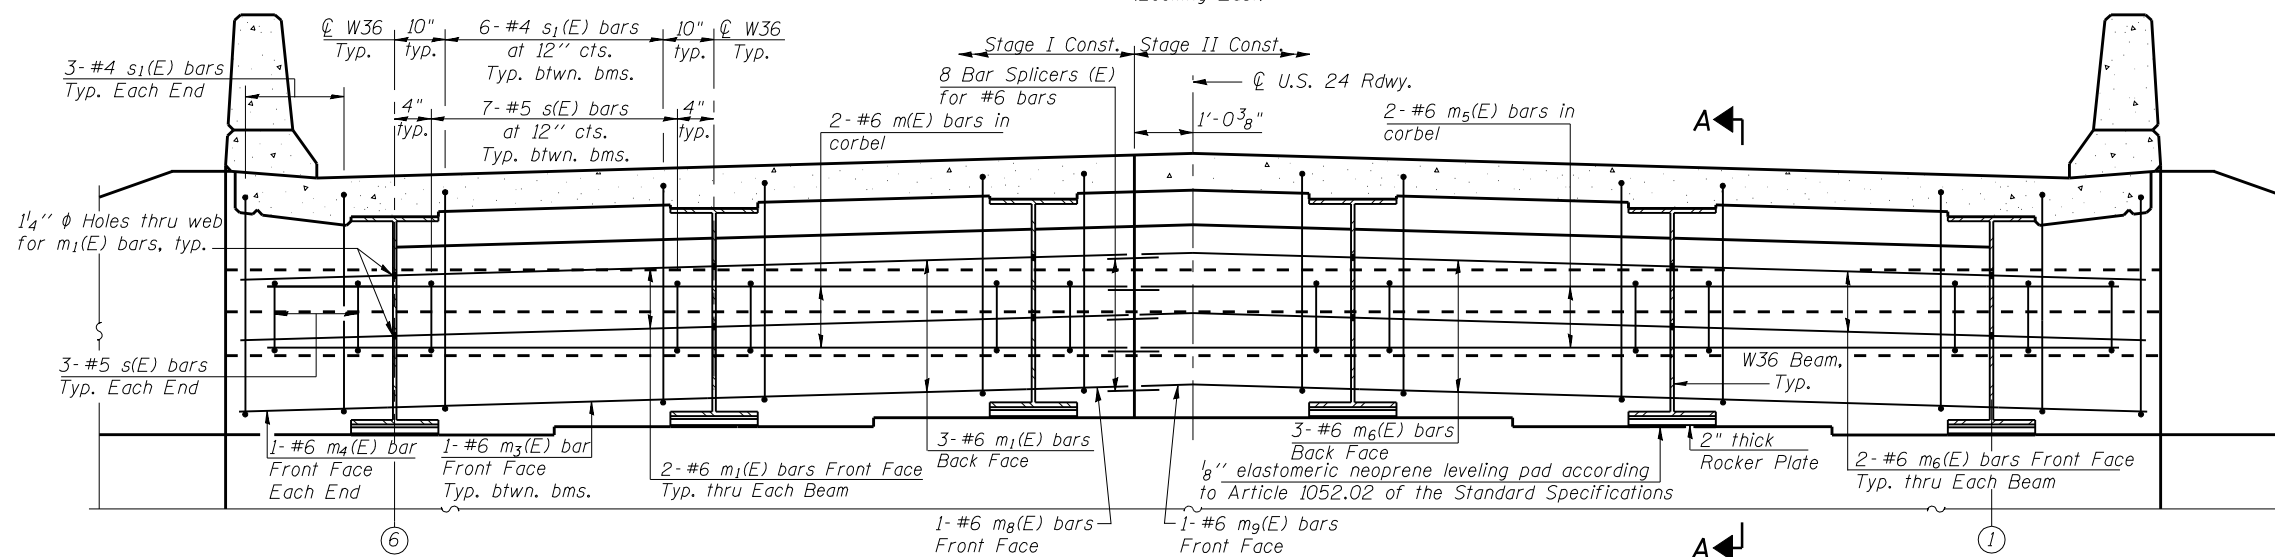 ℄ W36
Typ.
10"
typ.
6-#4 s1(E) bars
at 12" cts.
Typ. btwn. bms.
10"
typ.
℄ W36
Typ.
3-#4 s1(E) bars
Typ. Each End
4"
typ.
7-#5 s(E) bars
at 12" cts.
Typ. btwn. bms.
4"
typ.
Stage I Const.
Stage II Const.
8 Bar Splicers (E)
for #6 bars
℄ U.S. 24 Rdwy.
1'-0 3/8"
2-#6 m(E) bars in
corbel
2-#6 m5(E) bars in
corbel
A
1 1/4" ϕ Holes thru web
for m1(E) bars, typ.
3-#5 s(E) bars
Typ. Each End
W36 Beam,
Typ.
1-#6 m4(E) bar
Front Face
Each End
1-#6 m3(E) bar
Front Face
Typ. btwn. bms.
2-#6 m1(E) bars Front Face
Typ. thru Each Beam
3-#6 m1(E) bars
Back Face
3-#6 m6(E) bars
Back Face
1/8" elastomeric neoprene leveling pad according
to Article 1052.02 of the Standard Specifications
2" thick
Rocker Plate
2-#6 m6(E) bars Front Face
Typ. thru Each Beam
1-#6 m8(E) bars
Front Face
1-#6 m9(E) bars
Front Face
6
1
A